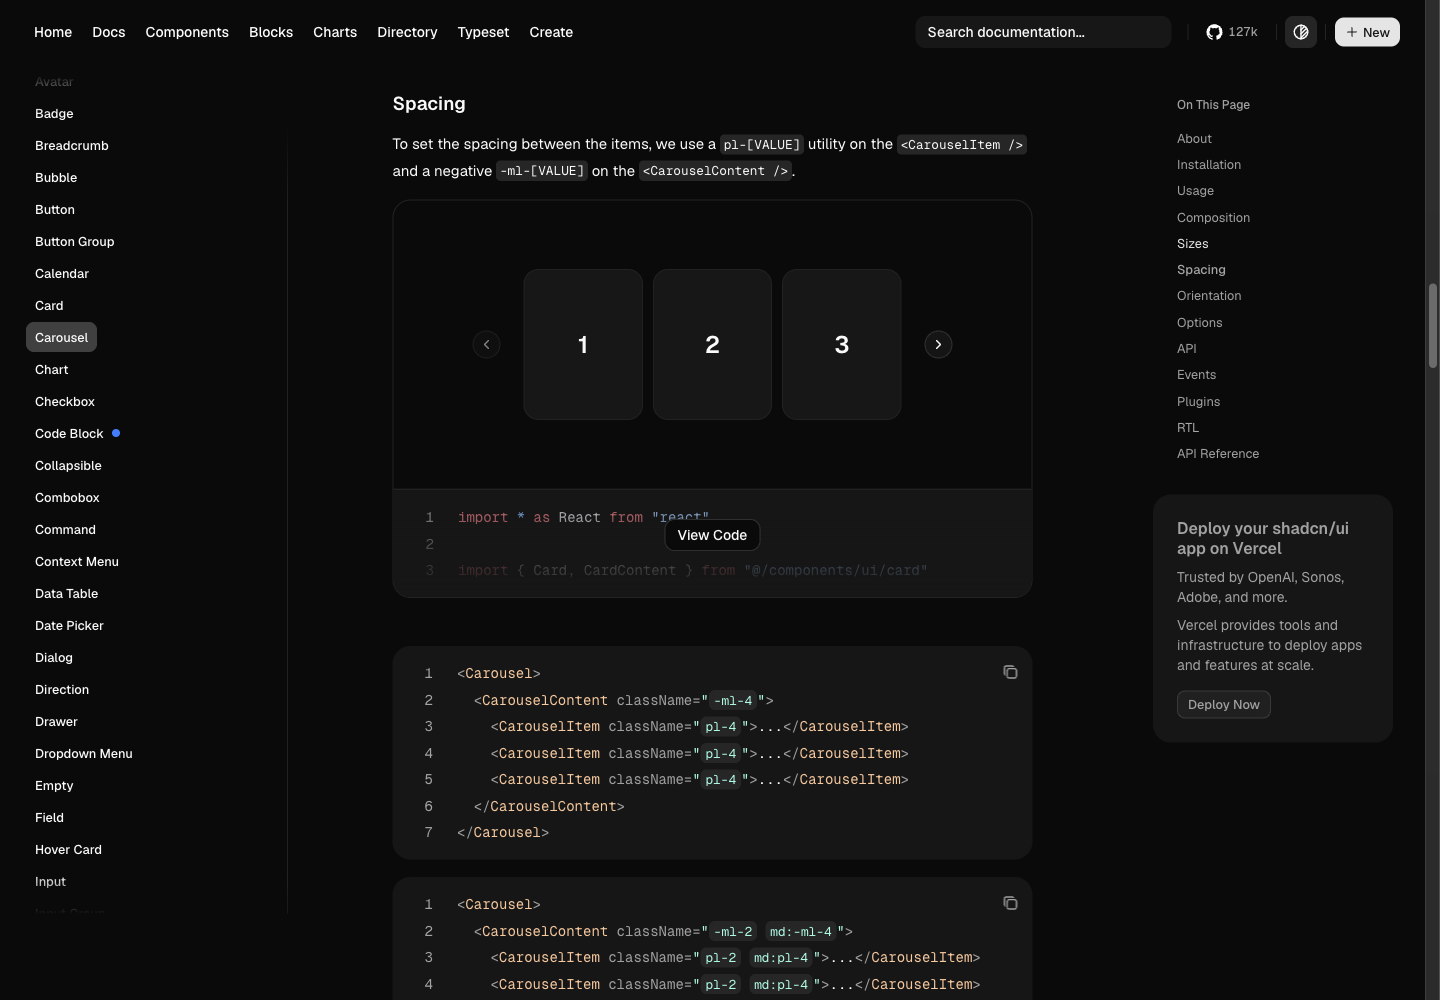 Home Docs Components Blocks Charts Directory Typeset Create
Search documentation...
127k
New
Avatar
Badge
Breadcrumb
Bubble
Button
Button Group
Calendar
Card
Carousel
Chart
Checkbox
Code Block
Collapsible
Combobox
Command
Context Menu
Data Table
Date Picker
Dialog
Direction
Drawer
Dropdown Menu
Empty
Field
Hover Card
Input
Spacing
To set the spacing between the items, we use a pl-[VALUE] utility on the <CarouselItem />
and a negative -ml-[VALUE] on the <CarouselContent />.
1 2 3
1 import * as React from "react"
View Code
2
3 import { Card, CardContent } from "@/components/ui/card"
1 <Carousel>
2 <CarouselContent className="-ml-4">
3 <CarouselItem className="pl-4">...</CarouselItem>
4 <CarouselItem className="pl-4">...</CarouselItem>
5 <CarouselItem className="pl-4">...</CarouselItem>
6 </CarouselContent>
7 </Carousel>
1 <Carousel>
2 <CarouselContent className="-ml-2 md:-ml-4">
3 <CarouselItem className="pl-2 md:pl-4">...</CarouselItem>
4 <CarouselItem className="pl-2 md:pl-4">...</CarouselItem>
On This Page
About
Installation
Usage
Composition
Sizes
Spacing
Orientation
Options
API
Events
Plugins
RTL
API Reference
Deploy your shadcn/ui
app on Vercel
Trusted by OpenAI, Sonos,
Adobe, and more.
Vercel provides tools and
infrastructure to deploy apps
and features at scale.
Deploy Now